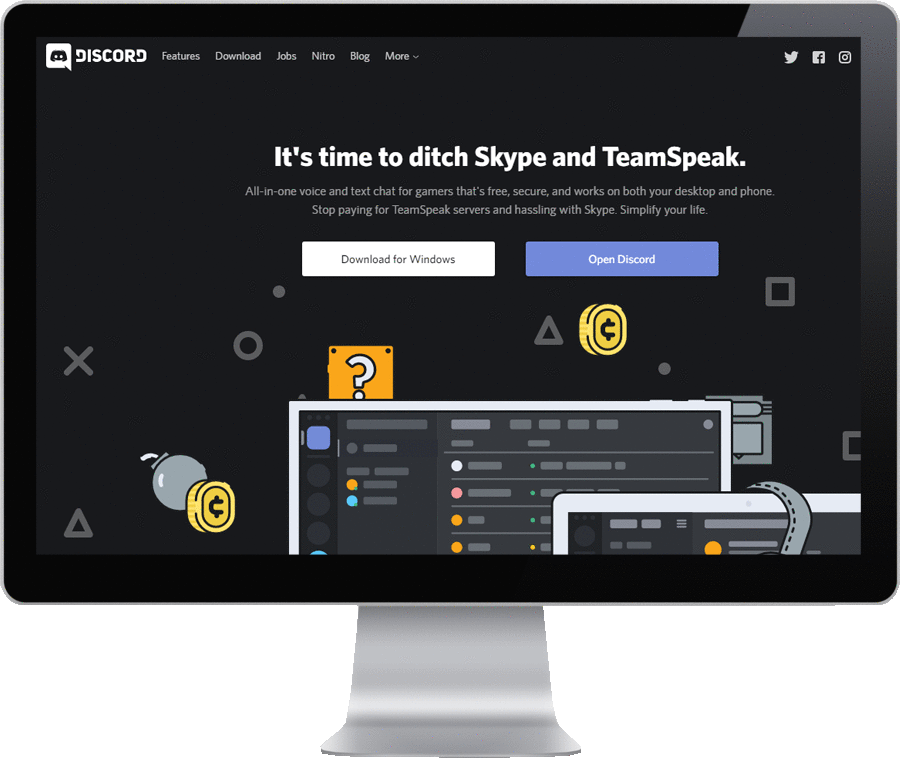 DISCORD Features Download Jobs Nitro Blog More
It's time to ditch Skype and TeamSpeak.
All-in-one voice and text chat for gamers that's free, secure, and works on both your desktop and phone.
Stop paying for TeamSpeak servers and hassling with Skype. Simplify your life.
Download for Windows Open Discord
?
¢
¢